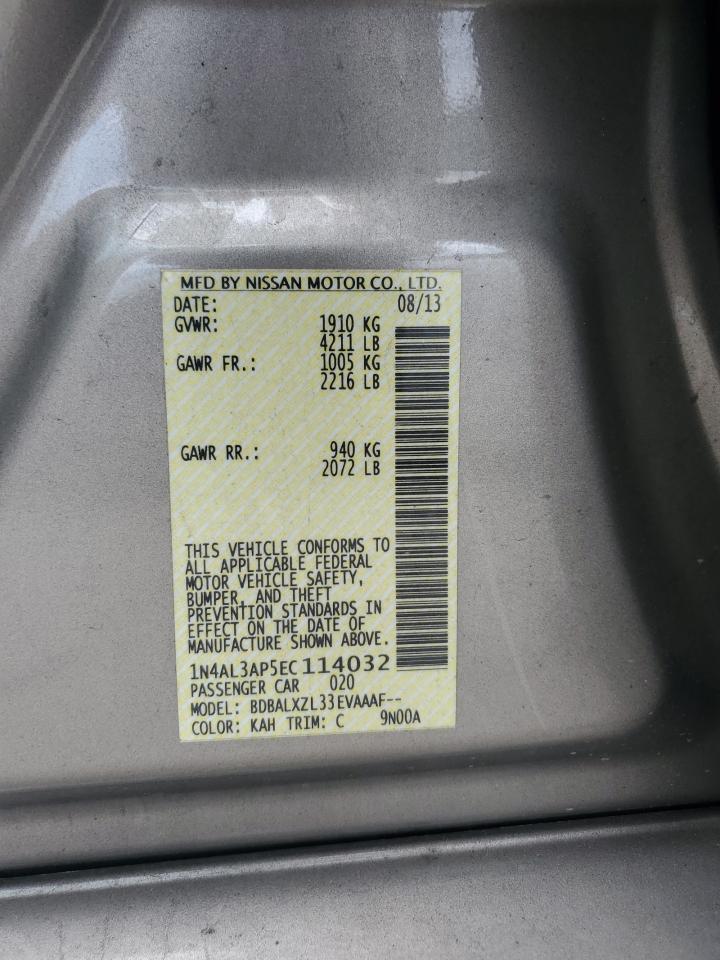 MFD BY NISSAN MOTOR CO., LTD.
DATE: 08/13
GVWR: 1910 KG
4211 LB
GAWR FR.: 1005 KG
2216 LB
GAWR RR.: 940 KG
2072 LB
THIS VEHICLE CONFORMS TO
ALL APPLICABLE FEDERAL
MOTOR VEHICLE SAFETY,
BUMPER, AND THEFT
PREVENTION STANDARDS IN
EFFECT ON THE DATE OF
MANUFACTURE SHOWN ABOVE.
1N4AL3AP5EC114032
PASSENGER CAR 020
MODEL: BDBALXZL33EVAAAF--
COLOR: KAH TRIM: C 9N00A